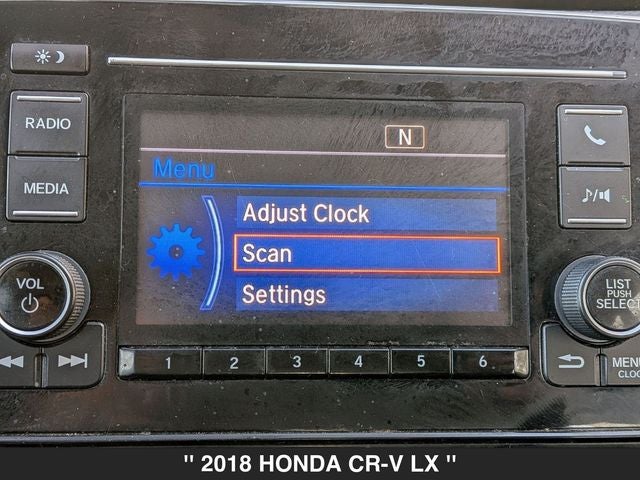 N
RADIO
Menu
MEDIA
Adjust Clock
Scan
Settings
VOL
LIST
PUSH
SELECT
1 2 3 4 5 6
MENU
CLOC
" 2018 HONDA CR-V LX "